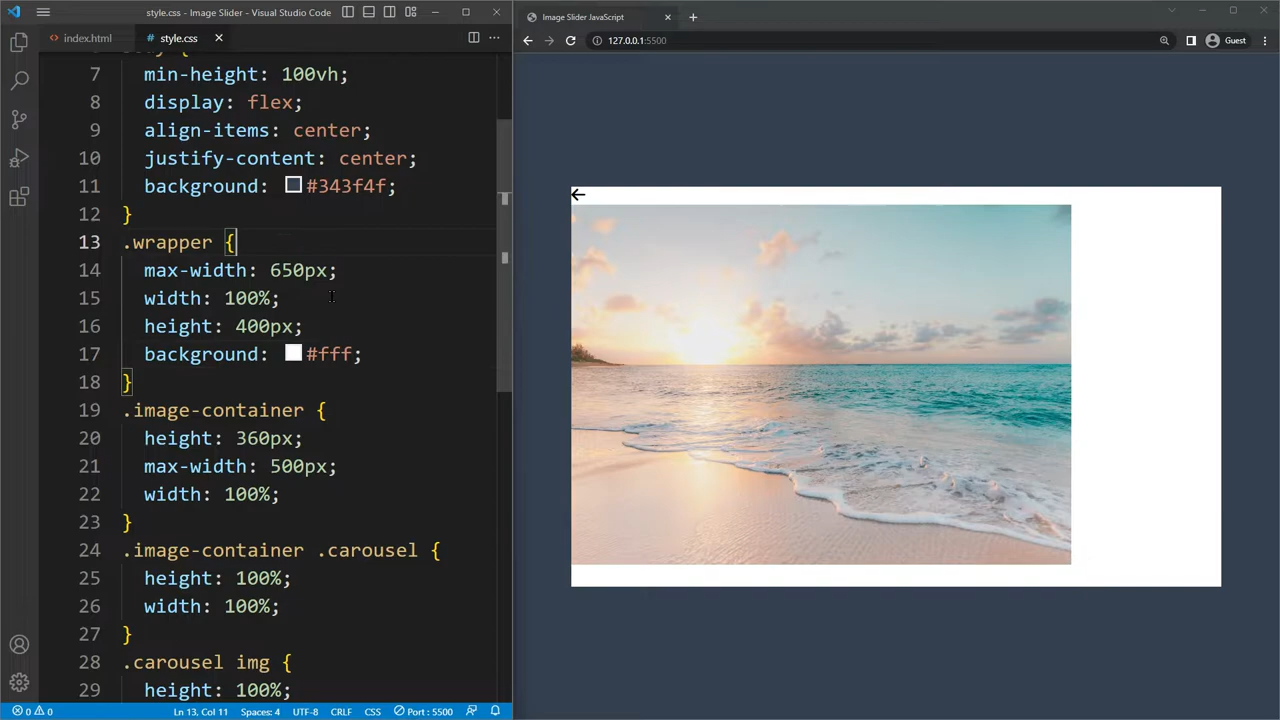 style.css - Image Slider - Visual Studio Code
index.html
style.css
7 min-height: 100vh;
8 display: flex;
9 align-items: center;
10 justify-content: center;
11 background: #343f4f;
12 }
13 .wrapper {
14 max-width: 650px;
15 width: 100%;
16 height: 400px;
17 background: #fff;
18 }
19 .image-container {
20 height: 360px;
21 max-width: 500px;
22 width: 100%;
23 }
24 .image-container .carousel {
25 height: 100%;
26 width: 100%;
27 }
28 .carousel img {
29 height: 100%;
0 0 Ln 13, Col 11 Spaces: 4 UTF-8 CRLF CSS Port : 5500
Image Slider JavaScript
127.0.0.1:5500
Guest